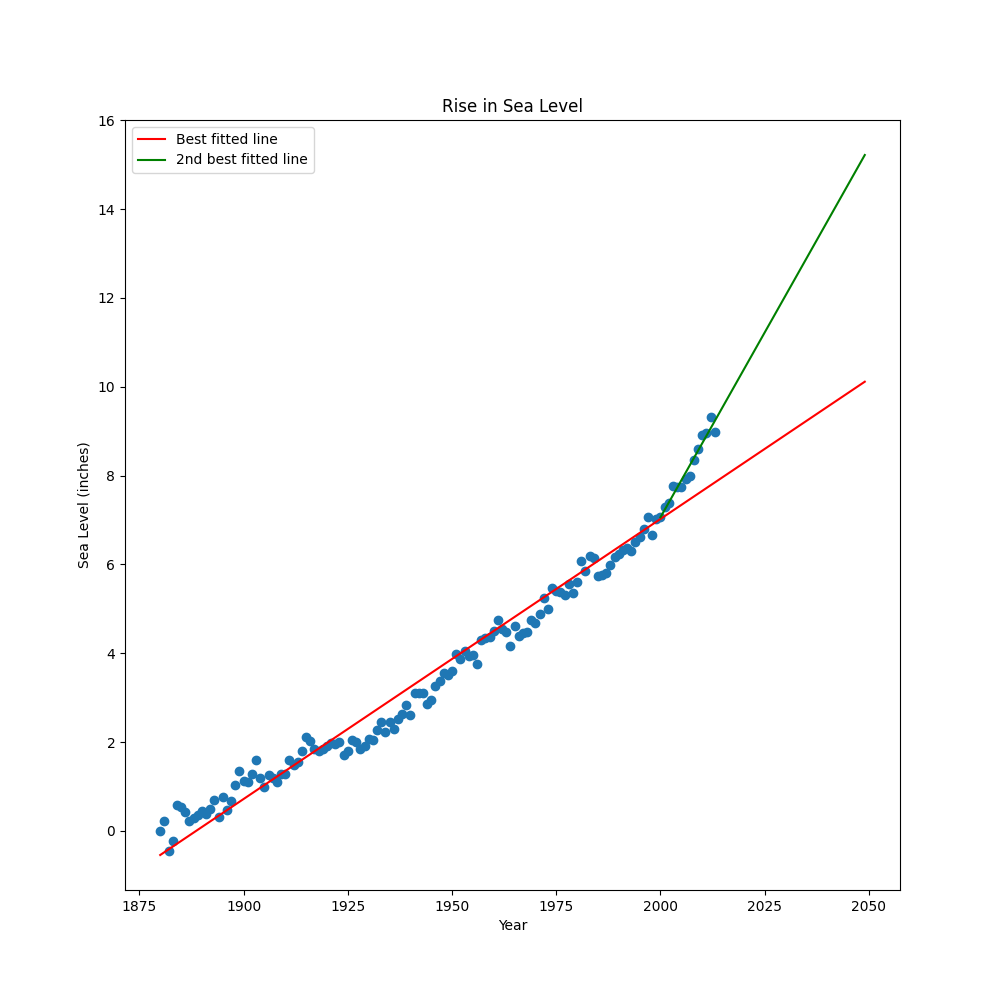 Rise in Sea Level
Best fitted line
2nd best fitted line
16
14
12
10
8
6
4
2
0
Sea Level (inches)
1875 1900 1925 1950 1975 2000 2025 2050
Year